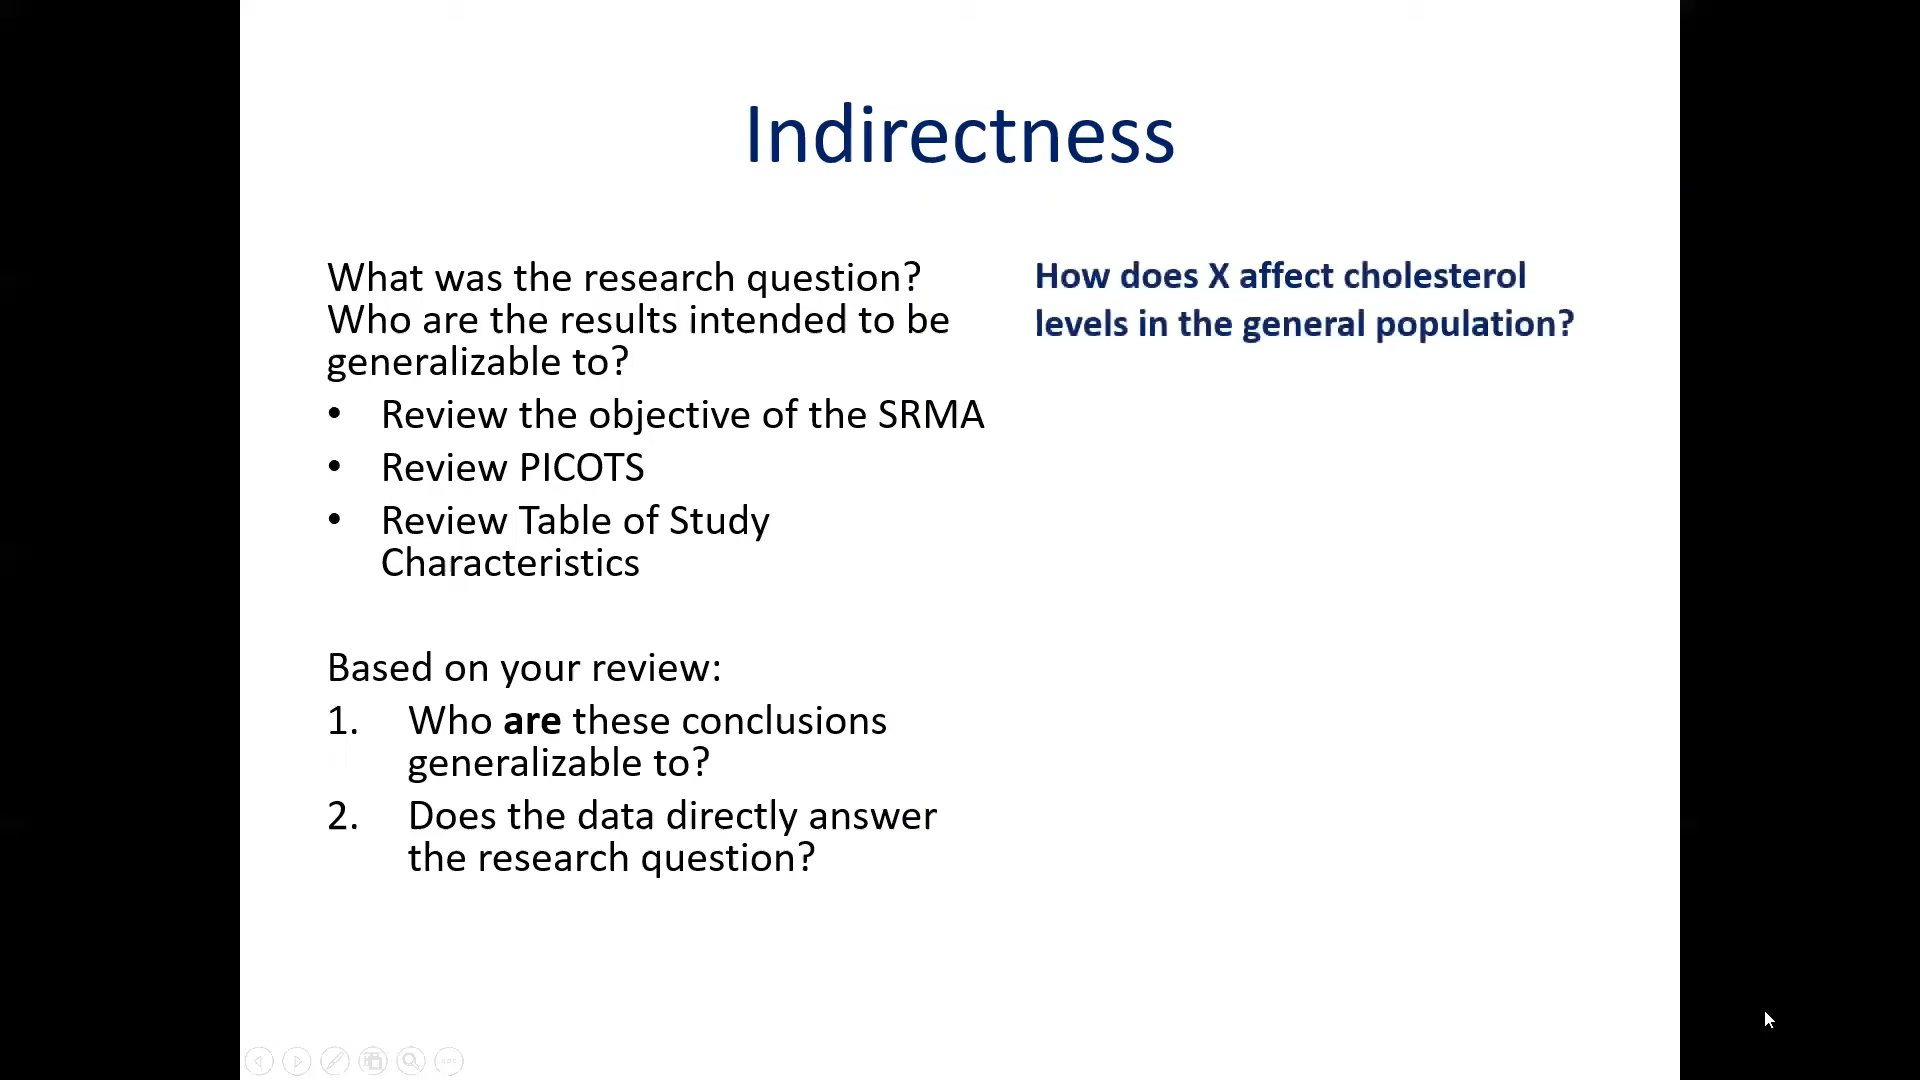 Indirectness
What was the research question?
Who are the results intended to be
generalizable to?
• Review the objective of the SRMA
• Review PICOTS
• Review Table of Study
Characteristics
Based on your review:
1. Who are these conclusions
generalizable to?
2. Does the data directly answer
the research question?
How does X affect cholesterol
levels in the general population?